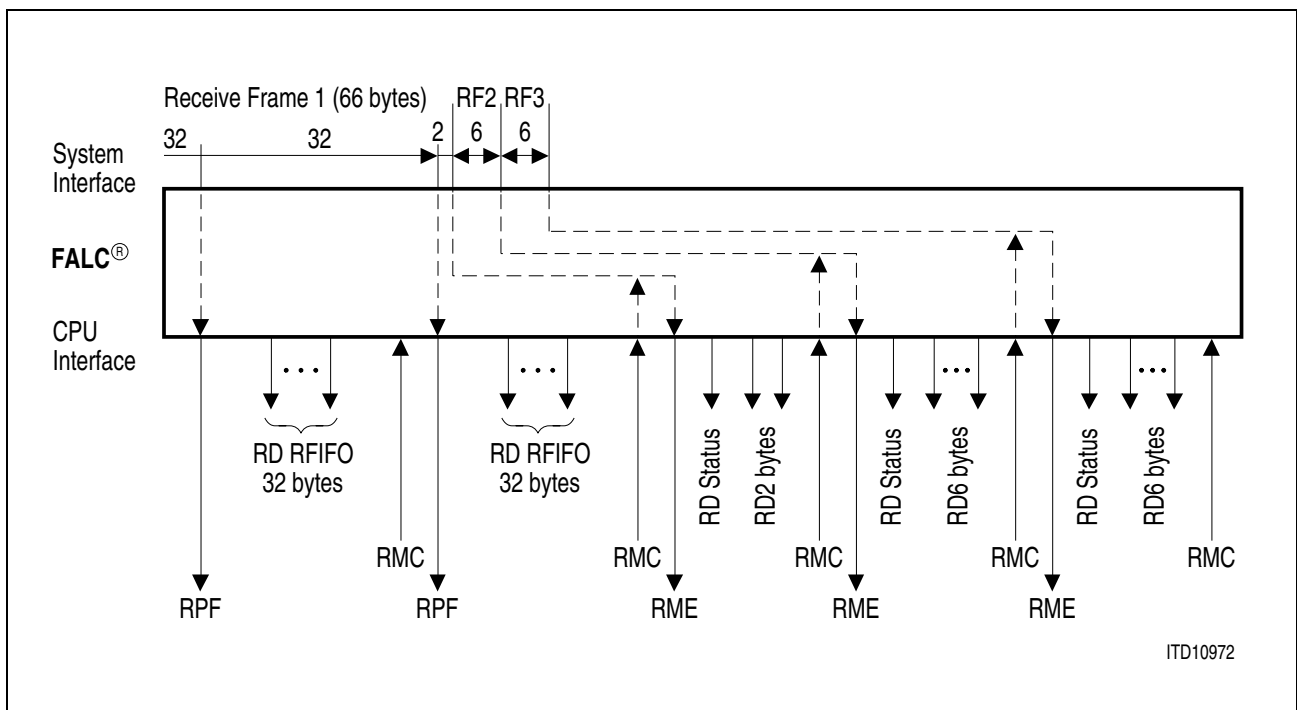 Receive Frame 1 (66 bytes) RF2 RF3
32 32 2 6 6
System
Interface
FALC®
CPU
Interface
• • • • • • ••• •••
RD RFIFO
32 bytes
RD RFIFO
32 bytes
RD Status
RD2 bytes
RD Status
RD6 bytes
RD Status
RD6 bytes
RMC RMC RMC RMC RMC
RPF RPF RME RME RME
ITD10972